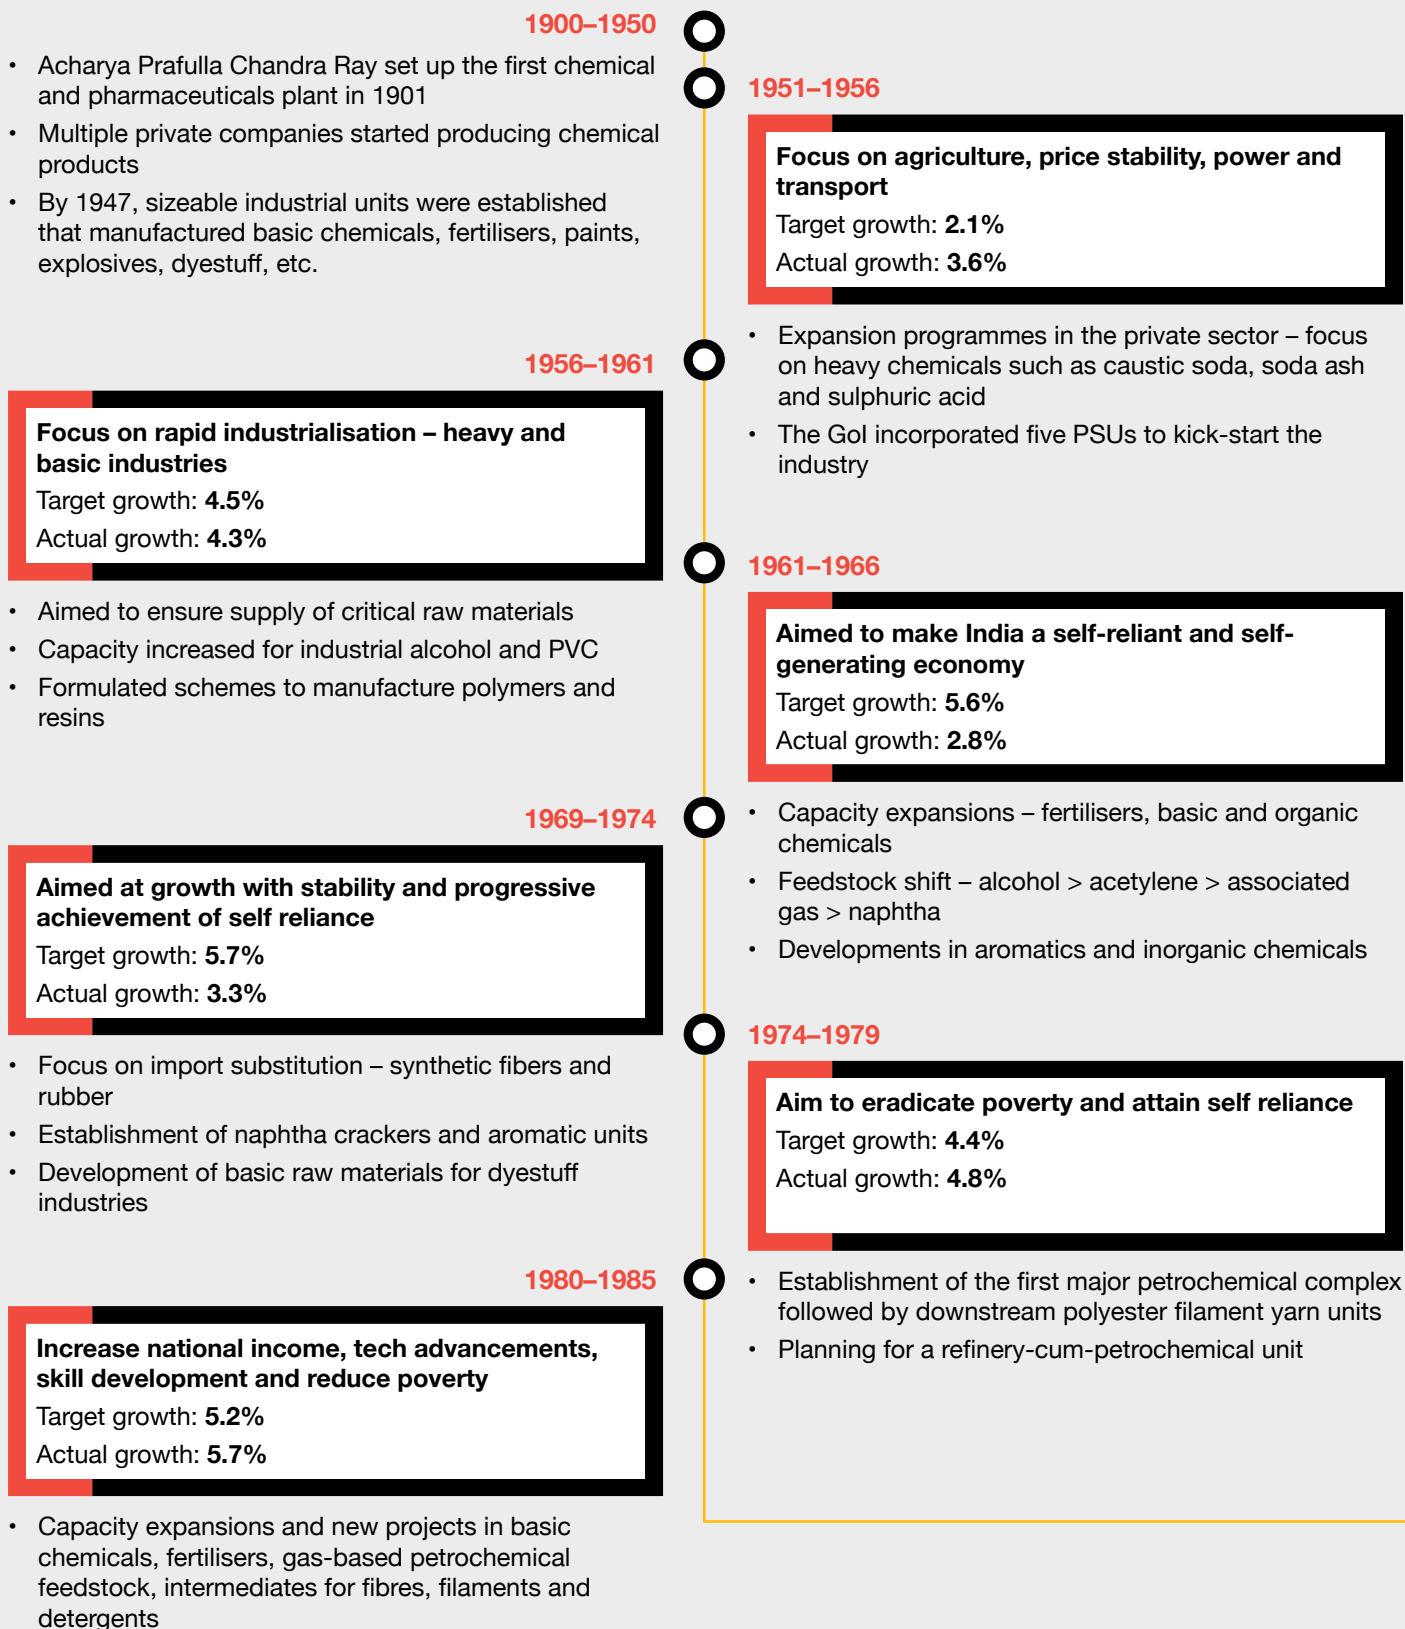 1900–1950
• Acharya Prafulla Chandra Ray set up the first chemical
and pharmaceuticals plant in 1901
• Multiple private companies started producing chemical
products
• By 1947, sizeable industrial units were established
that manufactured basic chemicals, fertilisers, paints,
explosives, dyestuff, etc.
1951–1956
Focus on agriculture, price stability, power and
transport
Target growth: 2.1%
Actual growth: 3.6%
• Expansion programmes in the private sector – focus
on heavy chemicals such as caustic soda, soda ash
and sulphuric acid
• The GoI incorporated five PSUs to kick-start the
industry
1956–1961
Focus on rapid industrialisation – heavy and
basic industries
Target growth: 4.5%
Actual growth: 4.3%
• Aimed to ensure supply of critical raw materials
• Capacity increased for industrial alcohol and PVC
• Formulated schemes to manufacture polymers and
resins
1961–1966
Aimed to make India a self-reliant and self-
generating economy
Target growth: 5.6%
Actual growth: 2.8%
• Capacity expansions – fertilisers, basic and organic
chemicals
• Feedstock shift – alcohol > acetylene > associated
gas > naphtha
• Developments in aromatics and inorganic chemicals
1969–1974
Aimed at growth with stability and progressive
achievement of self reliance
Target growth: 5.7%
Actual growth: 3.3%
• Focus on import substitution – synthetic fibers and
rubber
• Establishment of naphtha crackers and aromatic units
• Development of basic raw materials for dyestuff
industries
1974–1979
Aim to eradicate poverty and attain self reliance
Target growth: 4.4%
Actual growth: 4.8%
• Establishment of the first major petrochemical complex
followed by downstream polyester filament yarn units
• Planning for a refinery-cum-petrochemical unit
1980–1985
Increase national income, tech advancements,
skill development and reduce poverty
Target growth: 5.2%
Actual growth: 5.7%
• Capacity expansions and new projects in basic
chemicals, fertilisers, gas-based petrochemical
feedstock, intermediates for fibres, filaments and
detergents